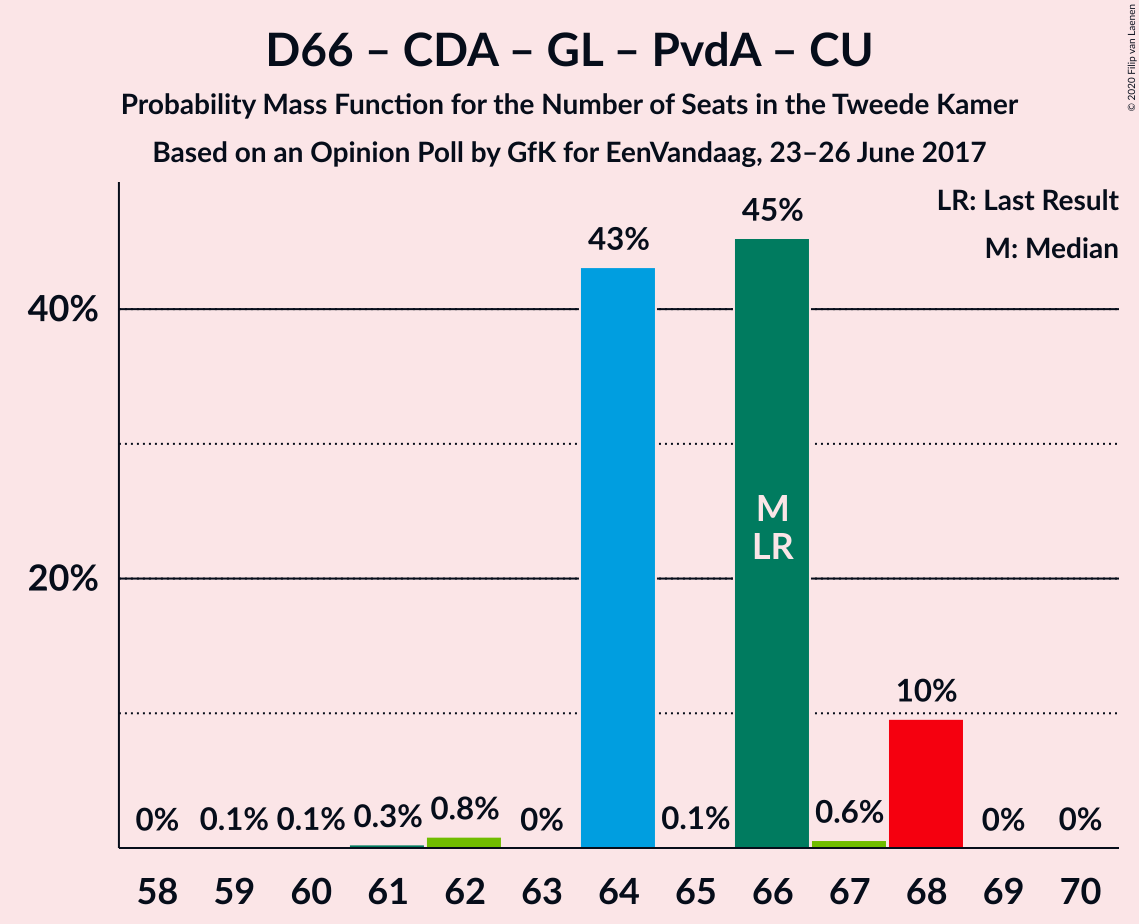 D66 – CDA – GL – PvdA – CU
Probability Mass Function for the Number of Seats in the Tweede Kamer
Based on an Opinion Poll by GfK for EenVandaag, 23–26 June 2017
© 2020 Filip van Laenen
LR: Last Result
M: Median
40%
20%
0%
0.1%
0.1%
0.3%
0.8%
0%
43%
0.1%
45%
M
LR
0.6%
10%
0%
0%
58 59 60 61 62 63 64 65 66 67 68 69 70